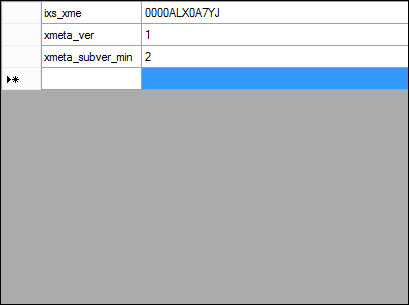 ixs_xme 0000ALX0A7YJ
xmeta_ver 1
xmeta_subver_min 2